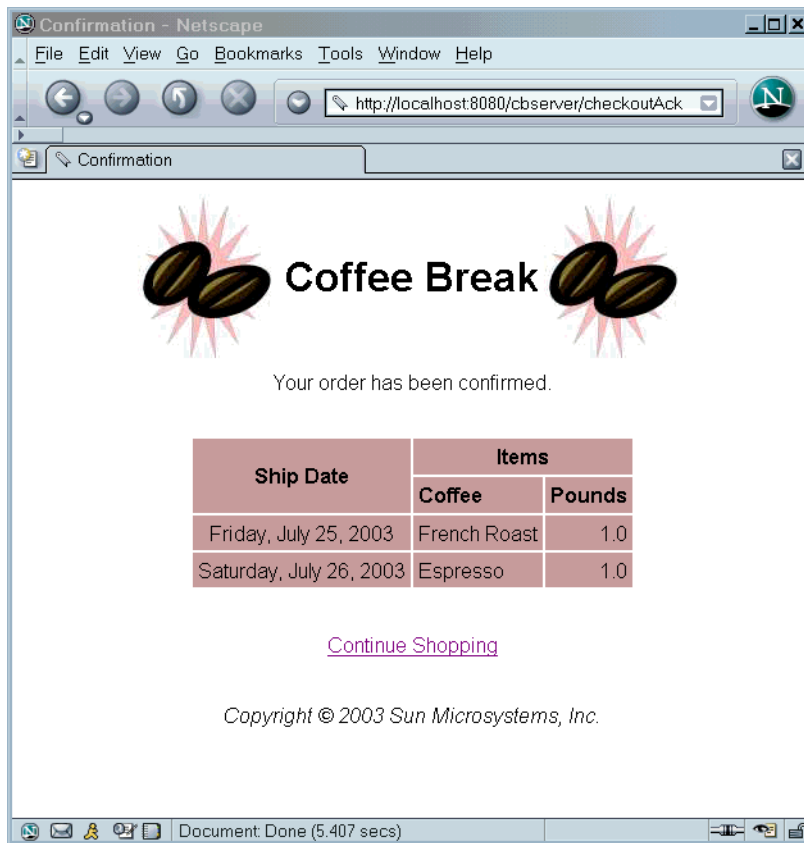 Confirmation - Netscape
File Edit View Go Bookmarks Tools Window Help
http://localhost:8080/cbserver/checkoutAck
N
Confirmation
Coffee Break
Your order has been confirmed.
Ship Date
Items
Coffee Pounds
Friday, July 25, 2003 French Roast 1.0
Saturday, July 26, 2003 Espresso 1.0
Continue Shopping
Copyright © 2003 Sun Microsystems, Inc.
Document: Done (5.407 secs)